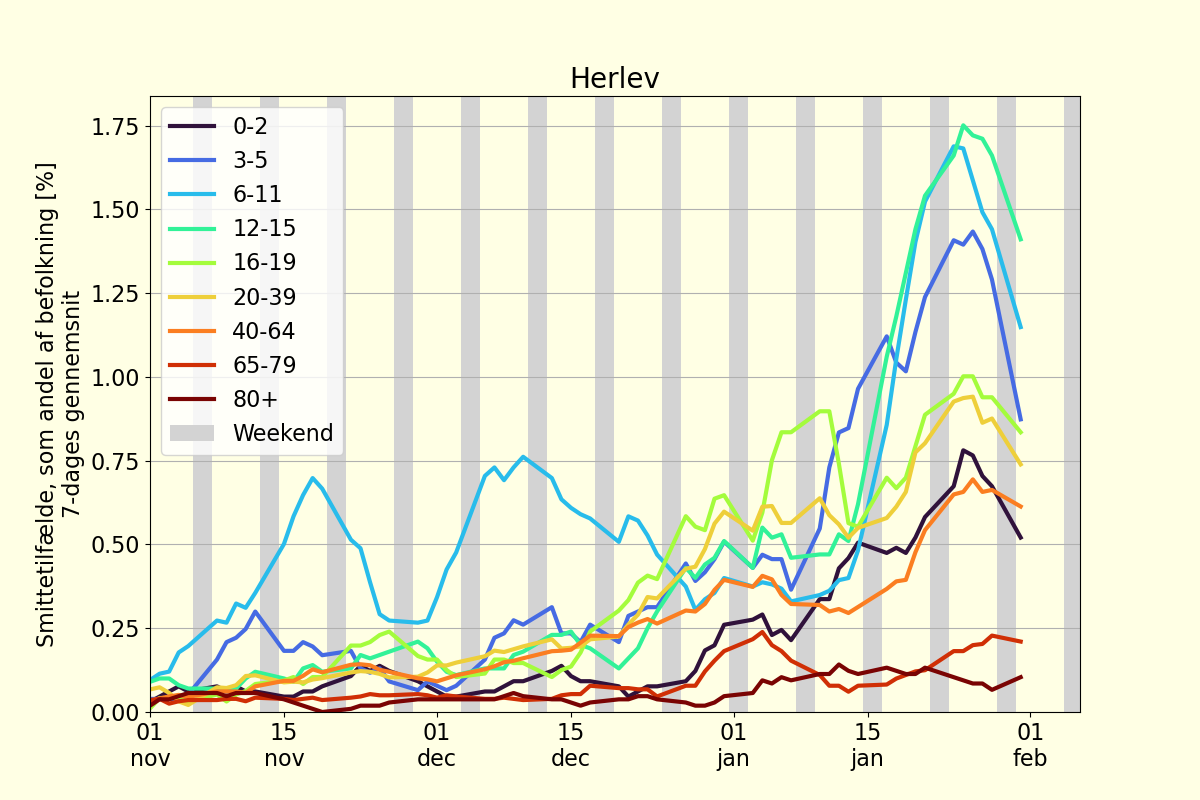 Herlev
Smittetilfælde, som andel af befolkning [%]
7-dages gennemsnit
1.75
1.50
1.25
1.00
0.75
0.50
0.25
0.00
0-2
3-5
6-11
12-15
16-19
20-39
40-64
65-79
80+
Weekend
01 15 01 15 01 15 01
nov nov dec dec jan jan feb